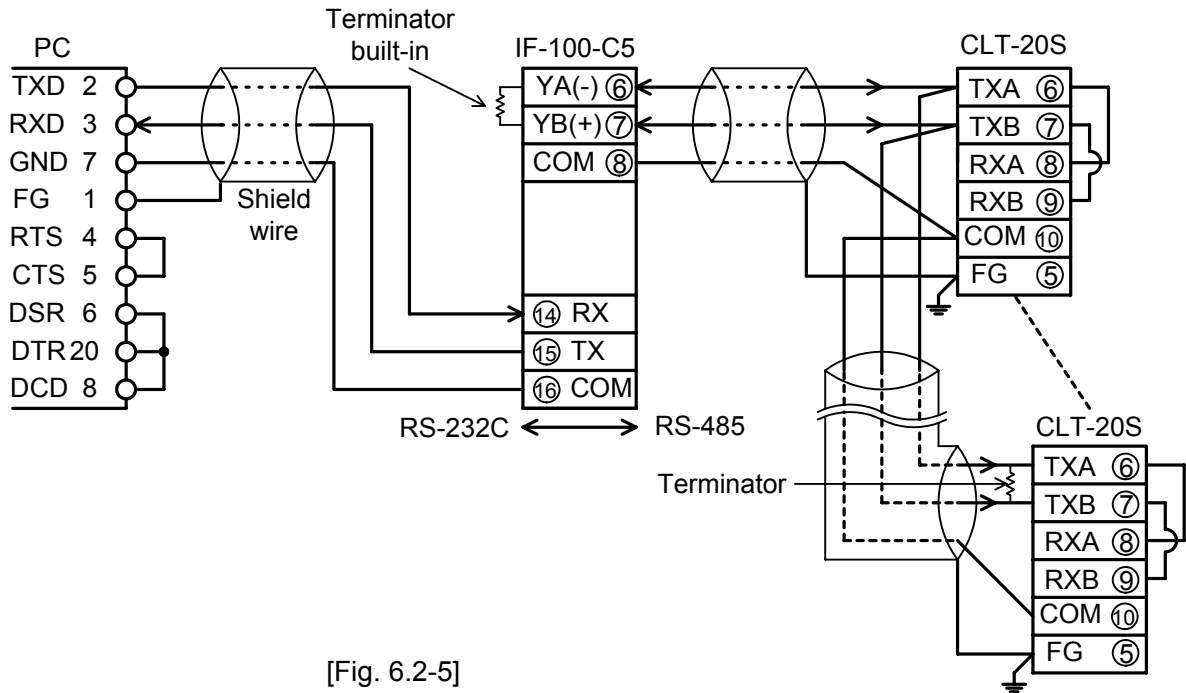 Terminator
built-in
PC
TXD 2
RXD 3
GND 7
FG 1
RTS 4
CTS 5
DSR 6
DTR 20
DCD 8
Shield
wire
IF-100-C5
YA(-) ⑥
YB(+) ⑦
COM ⑧
⑭ RX
⑮ TX
⑯ COM
RS-232C
RS-485
CLT-20S
TXA ⑥
TXB ⑦
RXA ⑧
RXB ⑨
COM ⑩
FG ⑤
Terminator
CLT-20S
TXA ⑥
TXB ⑦
RXA ⑧
RXB ⑨
COM ⑩
FG ⑤
[Fig. 6.2-5]